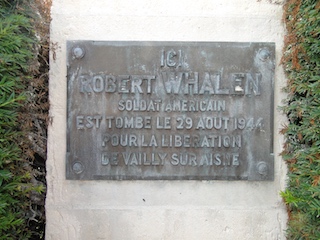 ICI
ROBERT WHALEN
SOLDAT AMERICAIN
EST TOMBE LE 29 AOUT 1944
POUR LA LIBERATION
DE VAILLY SUR AISNE